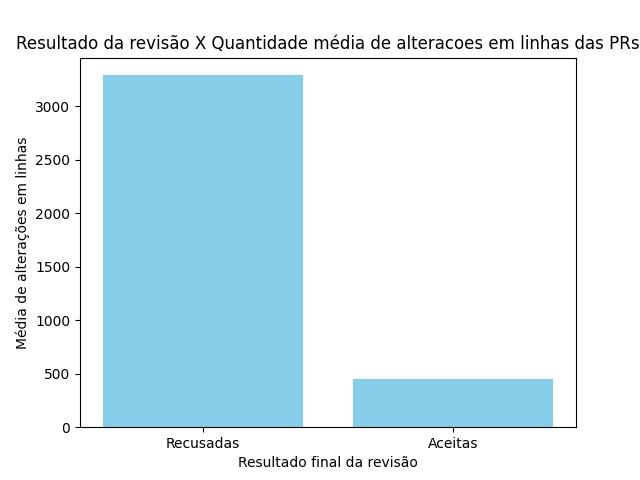 Resultado da revisão X Quantidade média de alteracoes em linhas das PRs
3000
2500
2000
1500
1000
500
0
Média de alterações em linhas
Recusadas
Aceitas
Resultado final da revisão